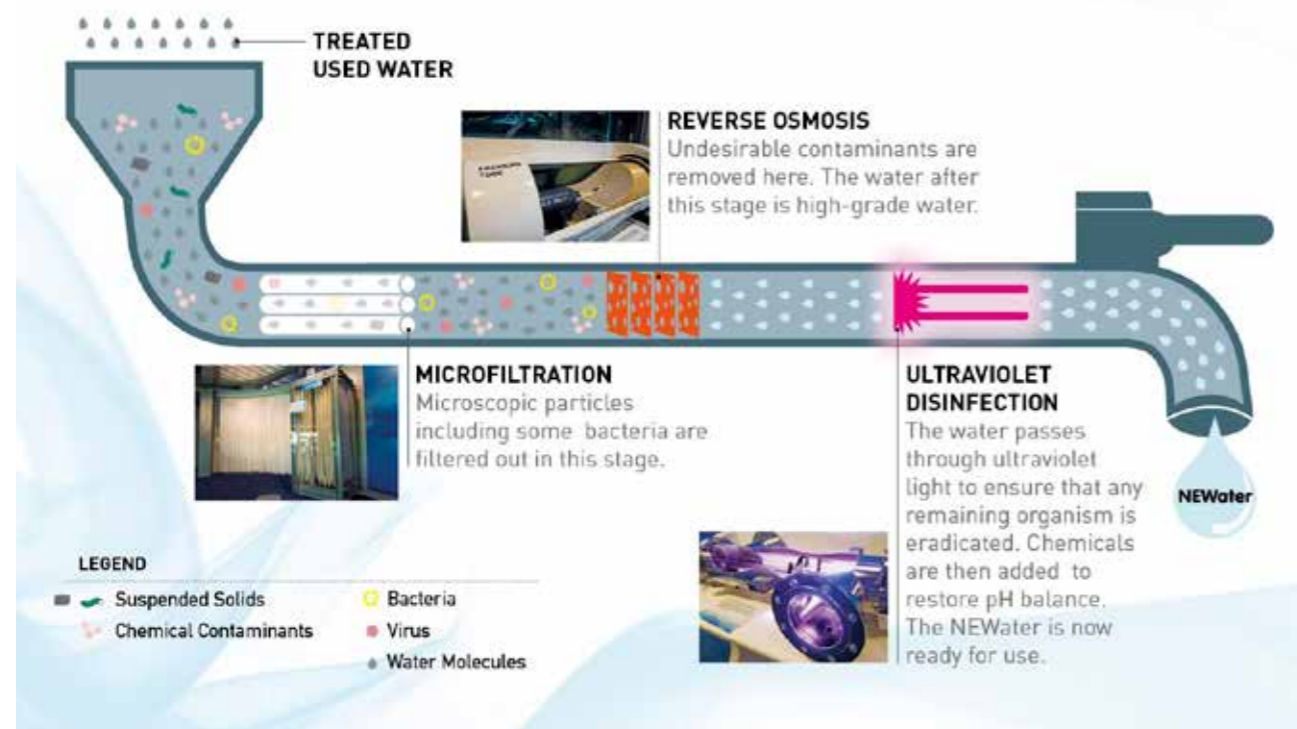 TREATED
USED WATER
REVERSE OSMOSIS
Undesirable contaminants are
removed here. The water after
this stage is high-grade water.
MICROFILTRATION
Microscopic particles
including some bacteria are
filtered out in this stage.
ULTRAVIOLET
DISINFECTION
The water passes
through ultraviolet
light to ensure that any
remaining organism is
eradicated. Chemicals
are then added to
restore pH balance.
The NEWater is now
ready for use.
NEWater
LEGEND
Suspended Solids
Chemical Contaminants
Bacteria
Virus
Water Molecules